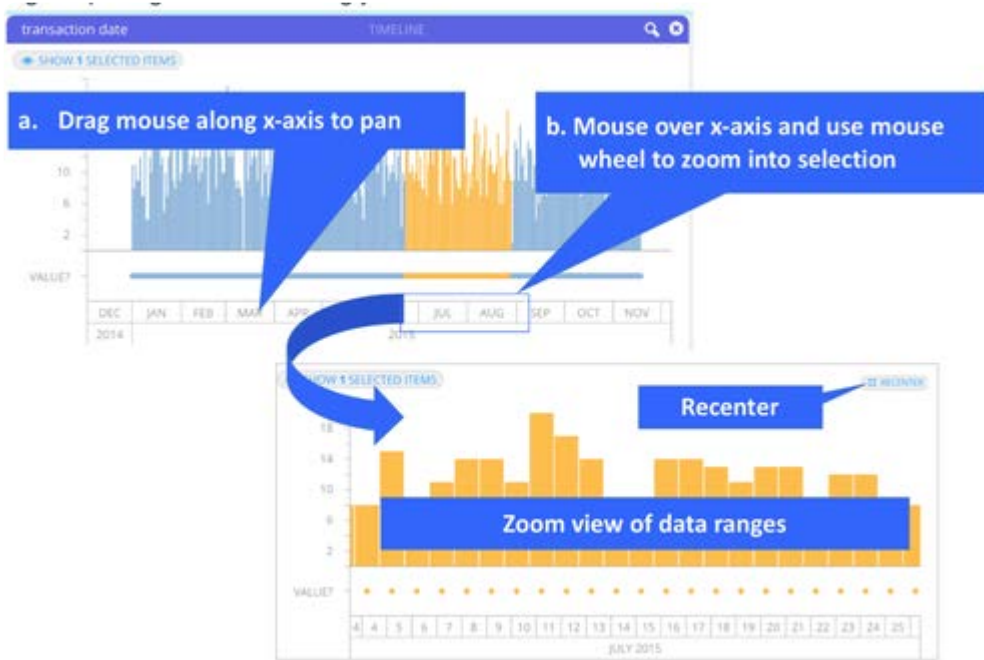 transaction date TIMELINE
SHOW 1 SELECTED ITEMS
a. Drag mouse along x-axis to pan
b. Mouse over x-axis and use mouse
wheel to zoom into selection
10
6
2
VALUE?
DEC JAN FEB MAR APR JUL AUG SEP OCT NOV
2014 2015
SHOW 1 SELECTED ITEMS
RECENTER
Recenter
18
14
10
6
2
Zoom view of data ranges
VALUE?
4 4 5 6 7 8 9 10 11 12 13 14 15 16 17 18 19 20 21 22 23 24 25
JULY 2015